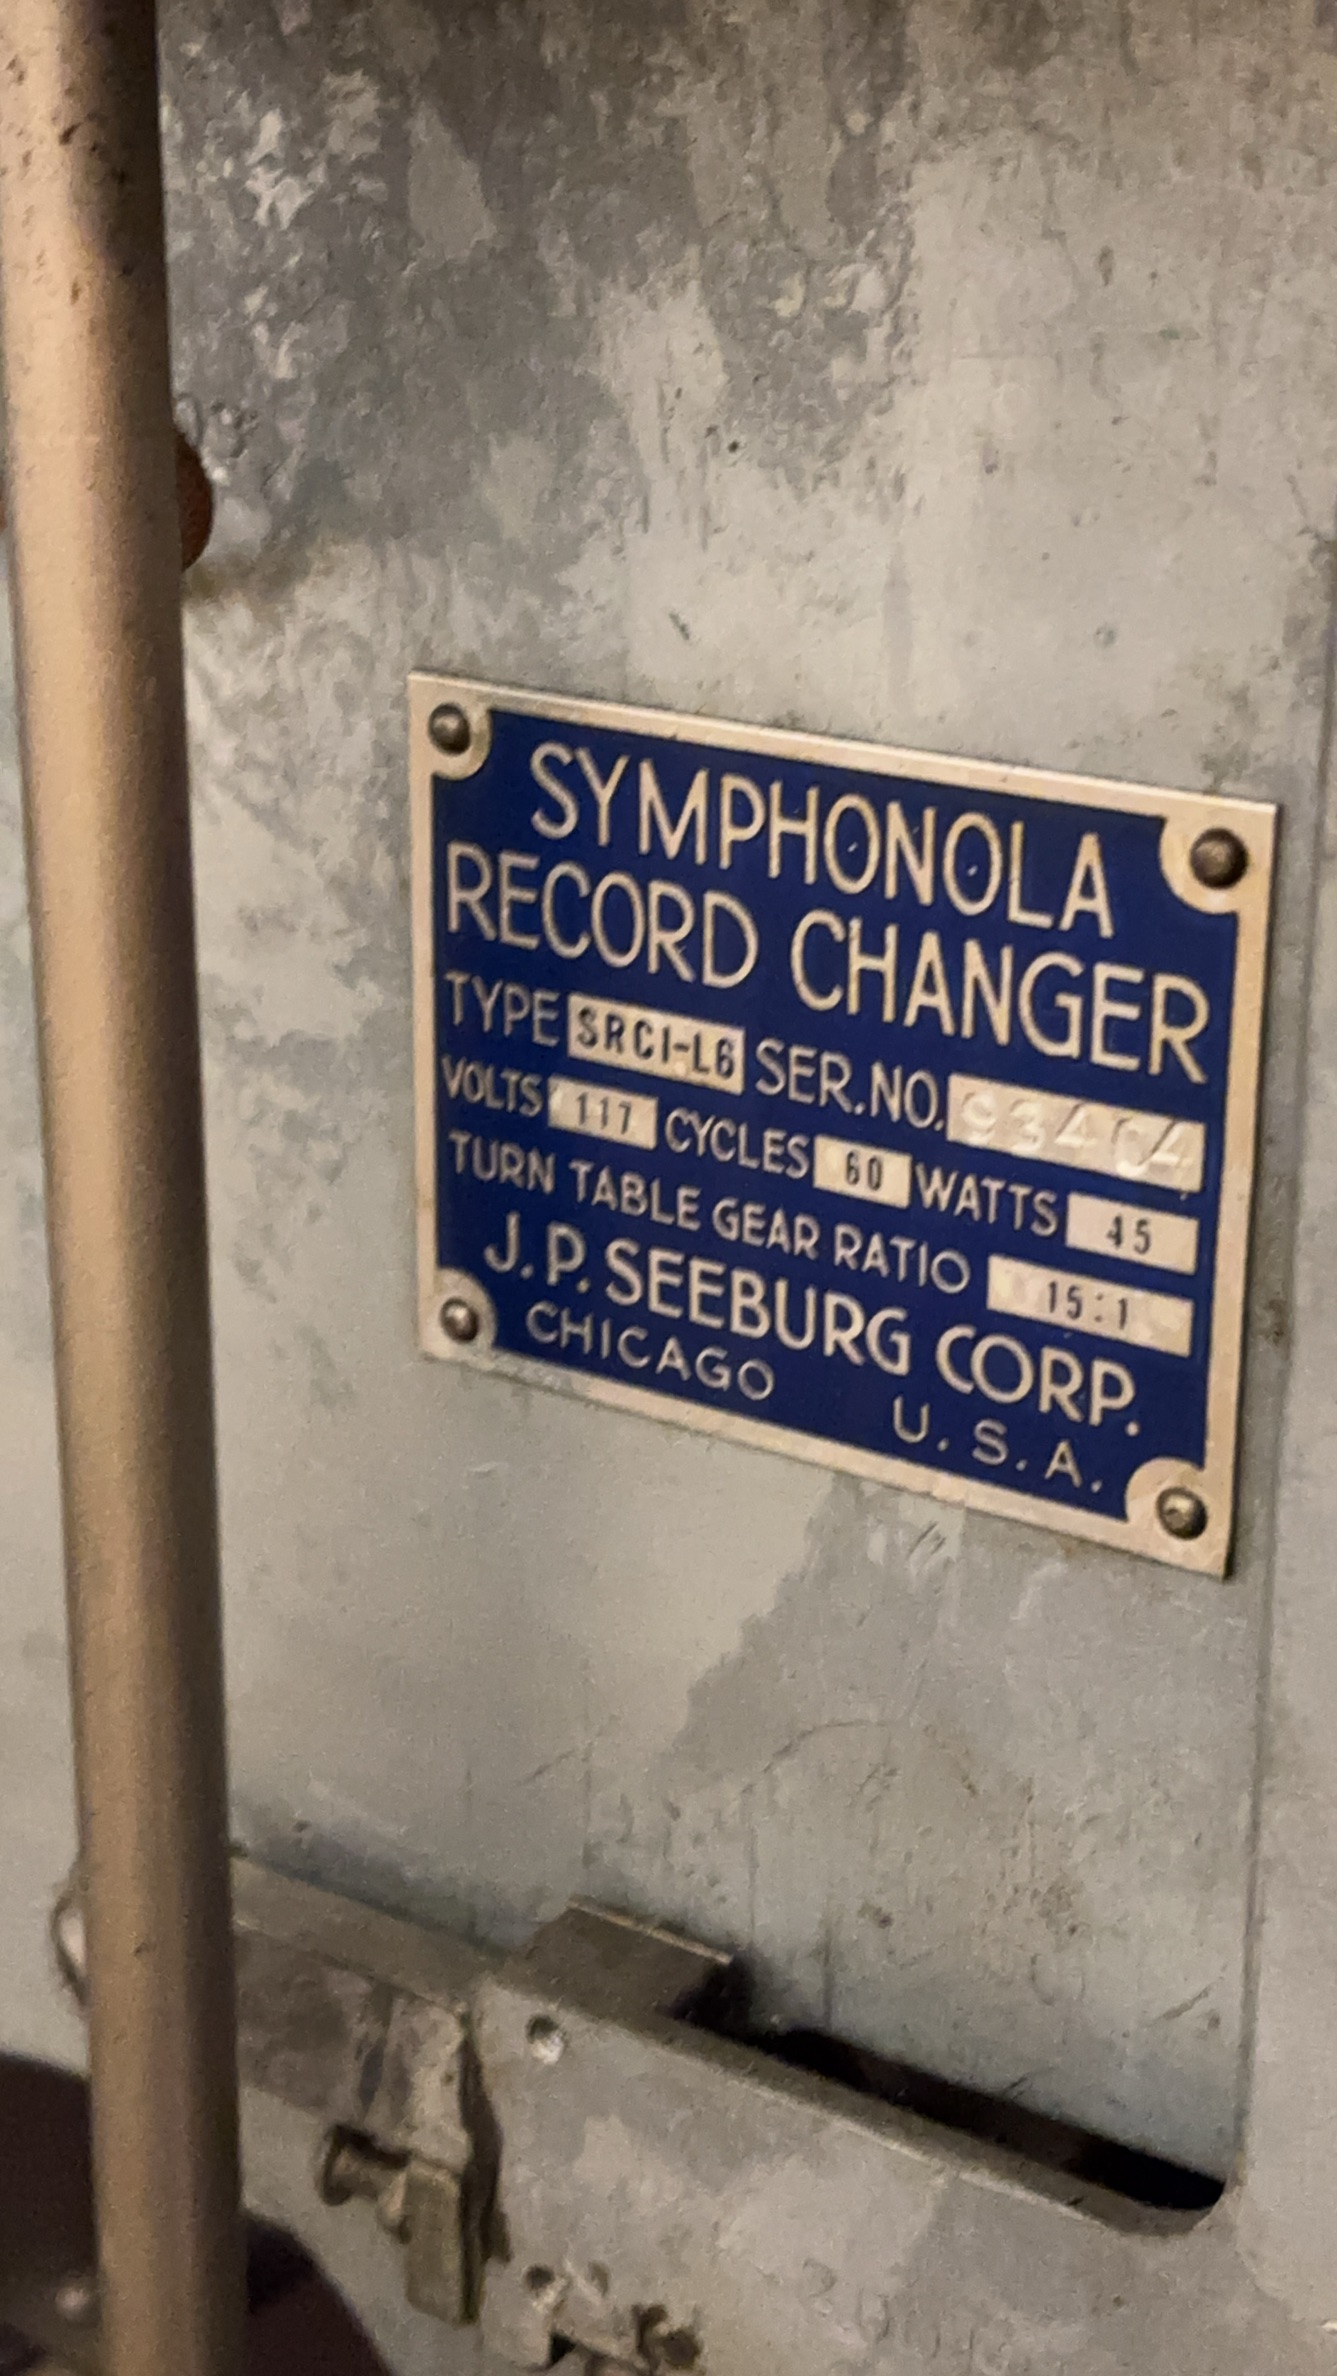 SYMPHONOLA
RECORD CHANGER
TYPE SRC1-L6 SER.NO. 93404
VOLTS 117 CYCLES 60 WATTS 45
TURN TABLE GEAR RATIO 15:1
J.P. SEEBURG CORP.
CHICAGO U.S.A.